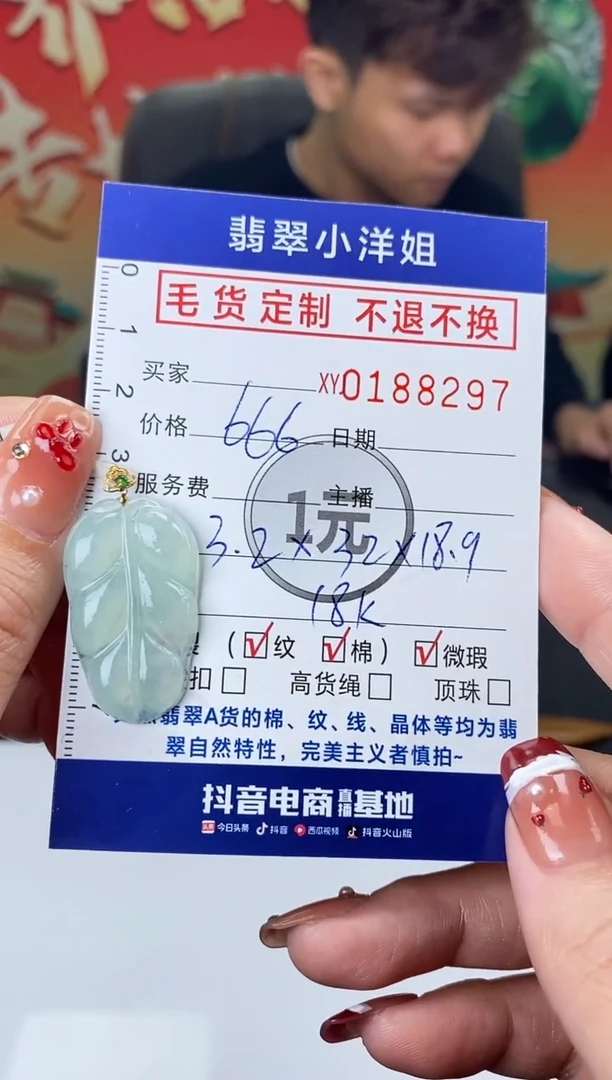 翡翠小洋姐
毛货定制 不退不换
买家
XY.0188297
价格 666 日期
服务费 主播
1元
3.2×32×18.9
18K
(☑纹 ☑棉) ☑微瑕
扣□ 高货绳□ 顶珠□
翡翠A货的棉、纹、线、晶体等均为翡
翠自然特性，完美主义者慎拍~
抖音电商直播基地
头条 今日头条 抖音 西瓜视频 抖音火山版
0
1
2
3